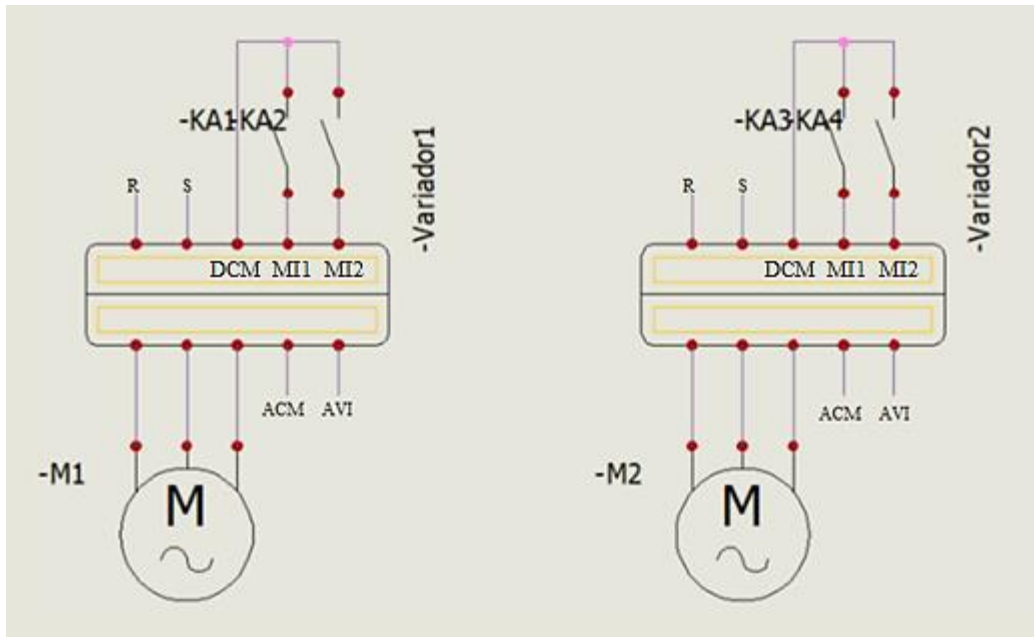 -KA1 -KA2
-Variador1
R S
DCM MI1 MI2
ACM AVI
-M1
M
-KA3 -KA4
-Variador2
R S
DCM MI1 MI2
ACM AVI
-M2
M